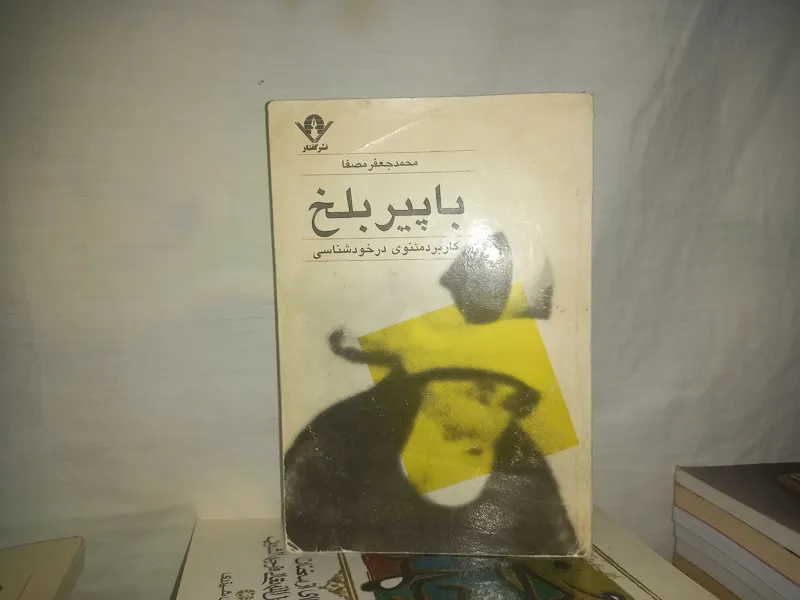 نشر گفتار
محمدجعفر مصفا
با پیر بلخ
کاربرد مثنوی در خودشناسی